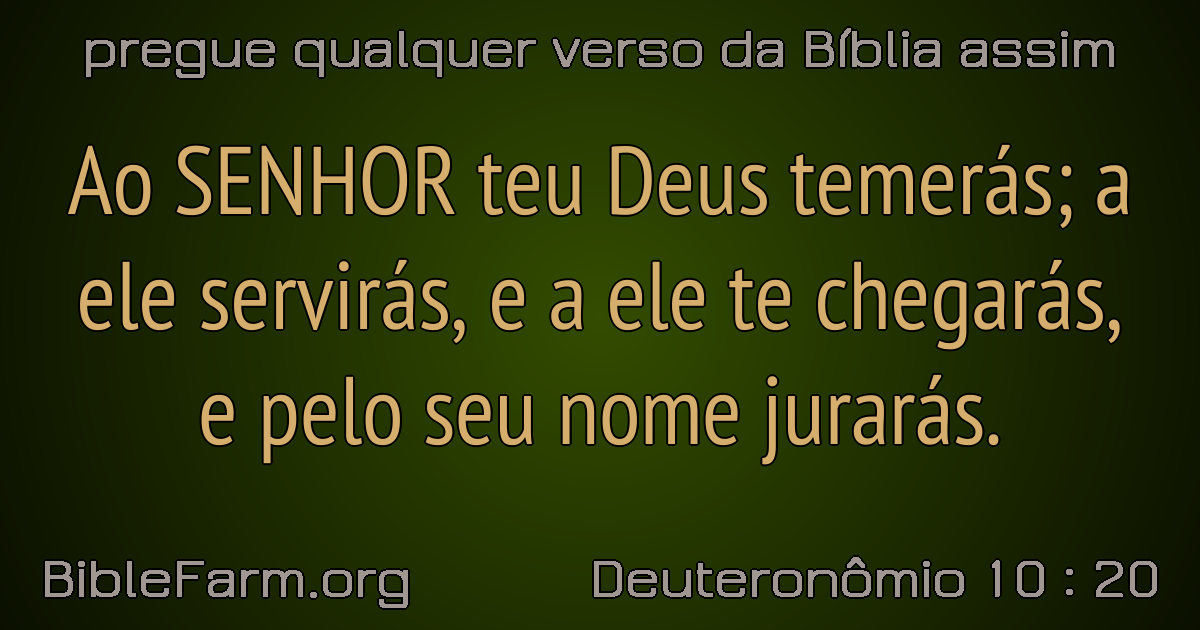 pregue qualquer verso da Bíblia assim
Ao SENHOR teu Deus temerás; a
ele servirás, e a ele te chegarás,
e pelo seu nome jurarás.
BibleFarm.org
Deuteronômio 10 : 20